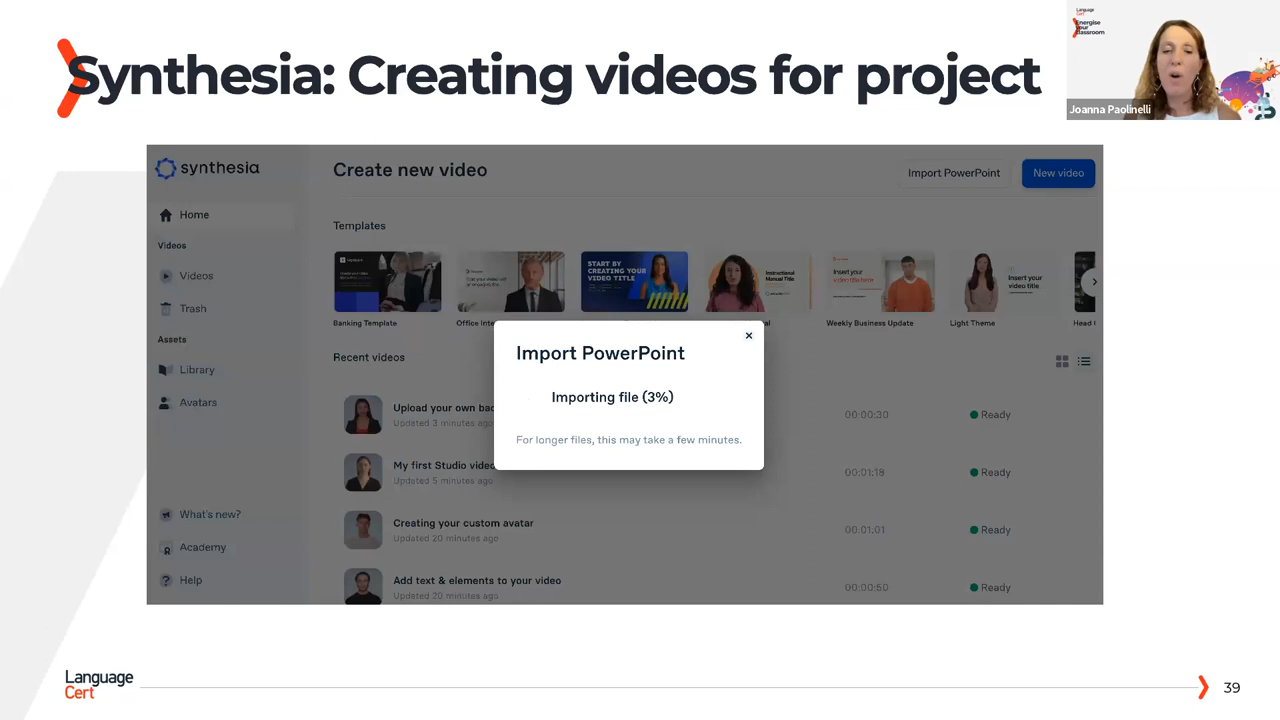 Synthesia: Creating videos for project
Language
Cert
Energise
your
classroom
Joanna Paolinelli
synthesia
Create new video
Import PowerPoint
New video
Home
Templates
Videos
Videos
Trash
START BY
CREATING YOUR
VIDEO TITLE
Instructional
Manual Title
Insert your
video title here
Insert your
video title
Banking Template
Office
Weekly Business Update
Light Theme
Head
Assets
Library
Avatars
Recent videos
Import PowerPoint
Importing file (3%)
For longer files, this may take a few minutes.
Upload your own
Updated 3 minutes ago
00:00:30
Ready
My first Studio video
Updated 5 minutes ago
00:01:18
Ready
Creating your custom avatar
Updated 20 minutes ago
00:01:01
Ready
Add text & elements to your video
Updated 20 minutes ago
00:00:50
Ready
What's new?
Academy
Help
Language
Cert
39